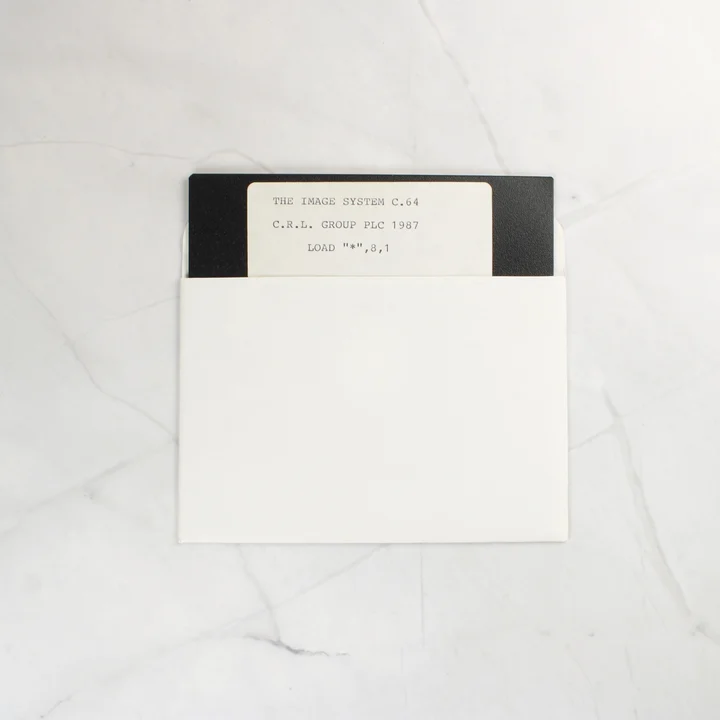 THE IMAGE SYSTEM C.64
C.R.L. GROUP PLC 1987
LOAD "*",8,1